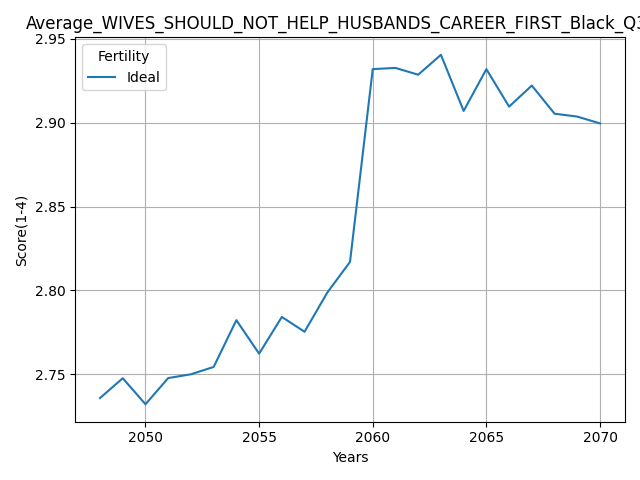 Average_WIVES_SHOULD_NOT_HELP_HUSBANDS_CAREER_FIRST_Black_Q3
2.95
Fertility
Ideal
2.90
2.85
Score(1-4)
2.80
2.75
2050 2055 2060 2065 2070
Years